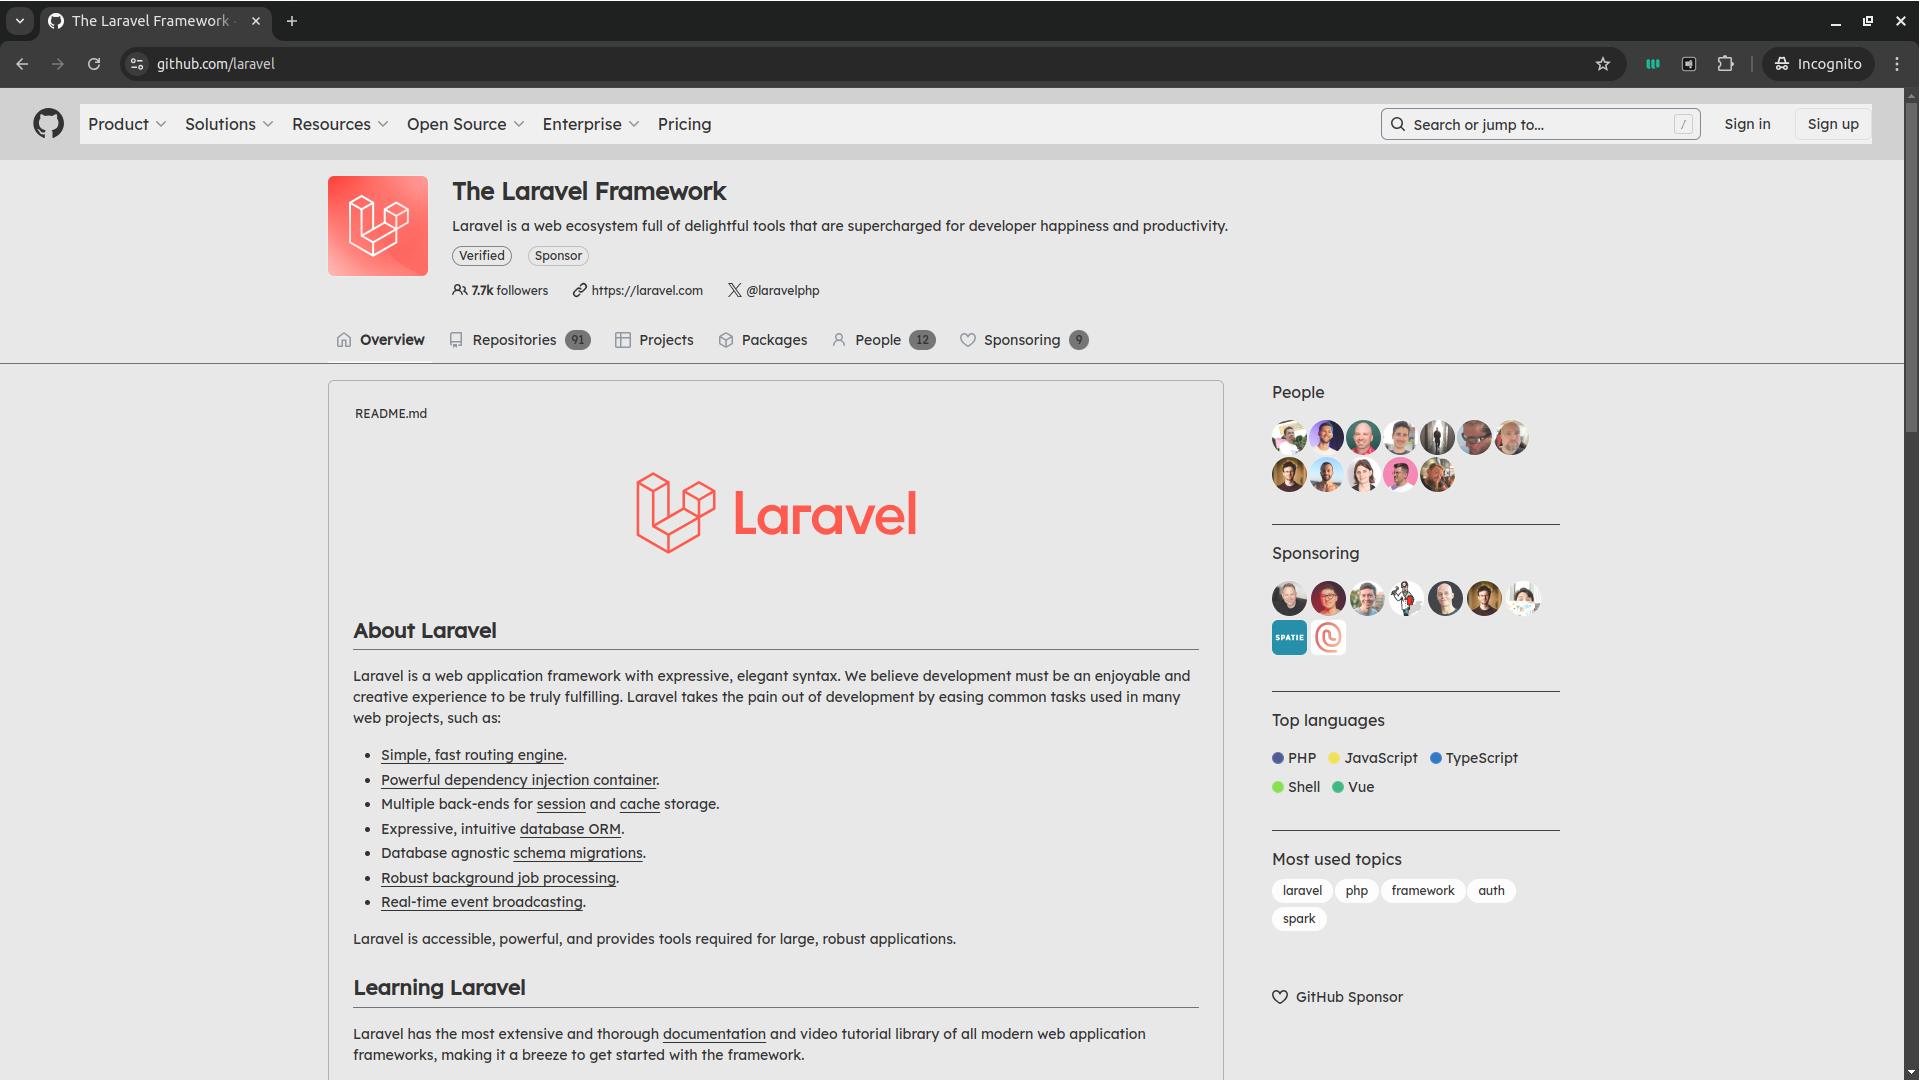 The Laravel Framework
github.com/laravel
Incognito
Product
Solutions
Resources
Open Source
Enterprise
Pricing
Search or jump to...
/
Sign in
Sign up
The Laravel Framework
Laravel is a web ecosystem full of delightful tools that are supercharged for developer happiness and productivity.
Verified
Sponsor
7.7k followers
https://laravel.com
@laravelphp
Overview
Repositories 91
Projects
Packages
People 12
Sponsoring 9
README.md
Laravel
About Laravel
Laravel is a web application framework with expressive, elegant syntax. We believe development must be an enjoyable and
creative experience to be truly fulfilling. Laravel takes the pain out of development by easing common tasks used in many
web projects, such as:
• Simple, fast routing engine.
• Powerful dependency injection container.
• Multiple back-ends for session and cache storage.
• Expressive, intuitive database ORM.
• Database agnostic schema migrations.
• Robust background job processing.
• Real-time event broadcasting.
Laravel is accessible, powerful, and provides tools required for large, robust applications.
Learning Laravel
Laravel has the most extensive and thorough documentation and video tutorial library of all modern web application
frameworks, making it a breeze to get started with the framework.
People
Sponsoring
SPATIE
Top languages
PHP
JavaScript
TypeScript
Shell
Vue
Most used topics
laravel
php
framework
auth
spark
GitHub Sponsor